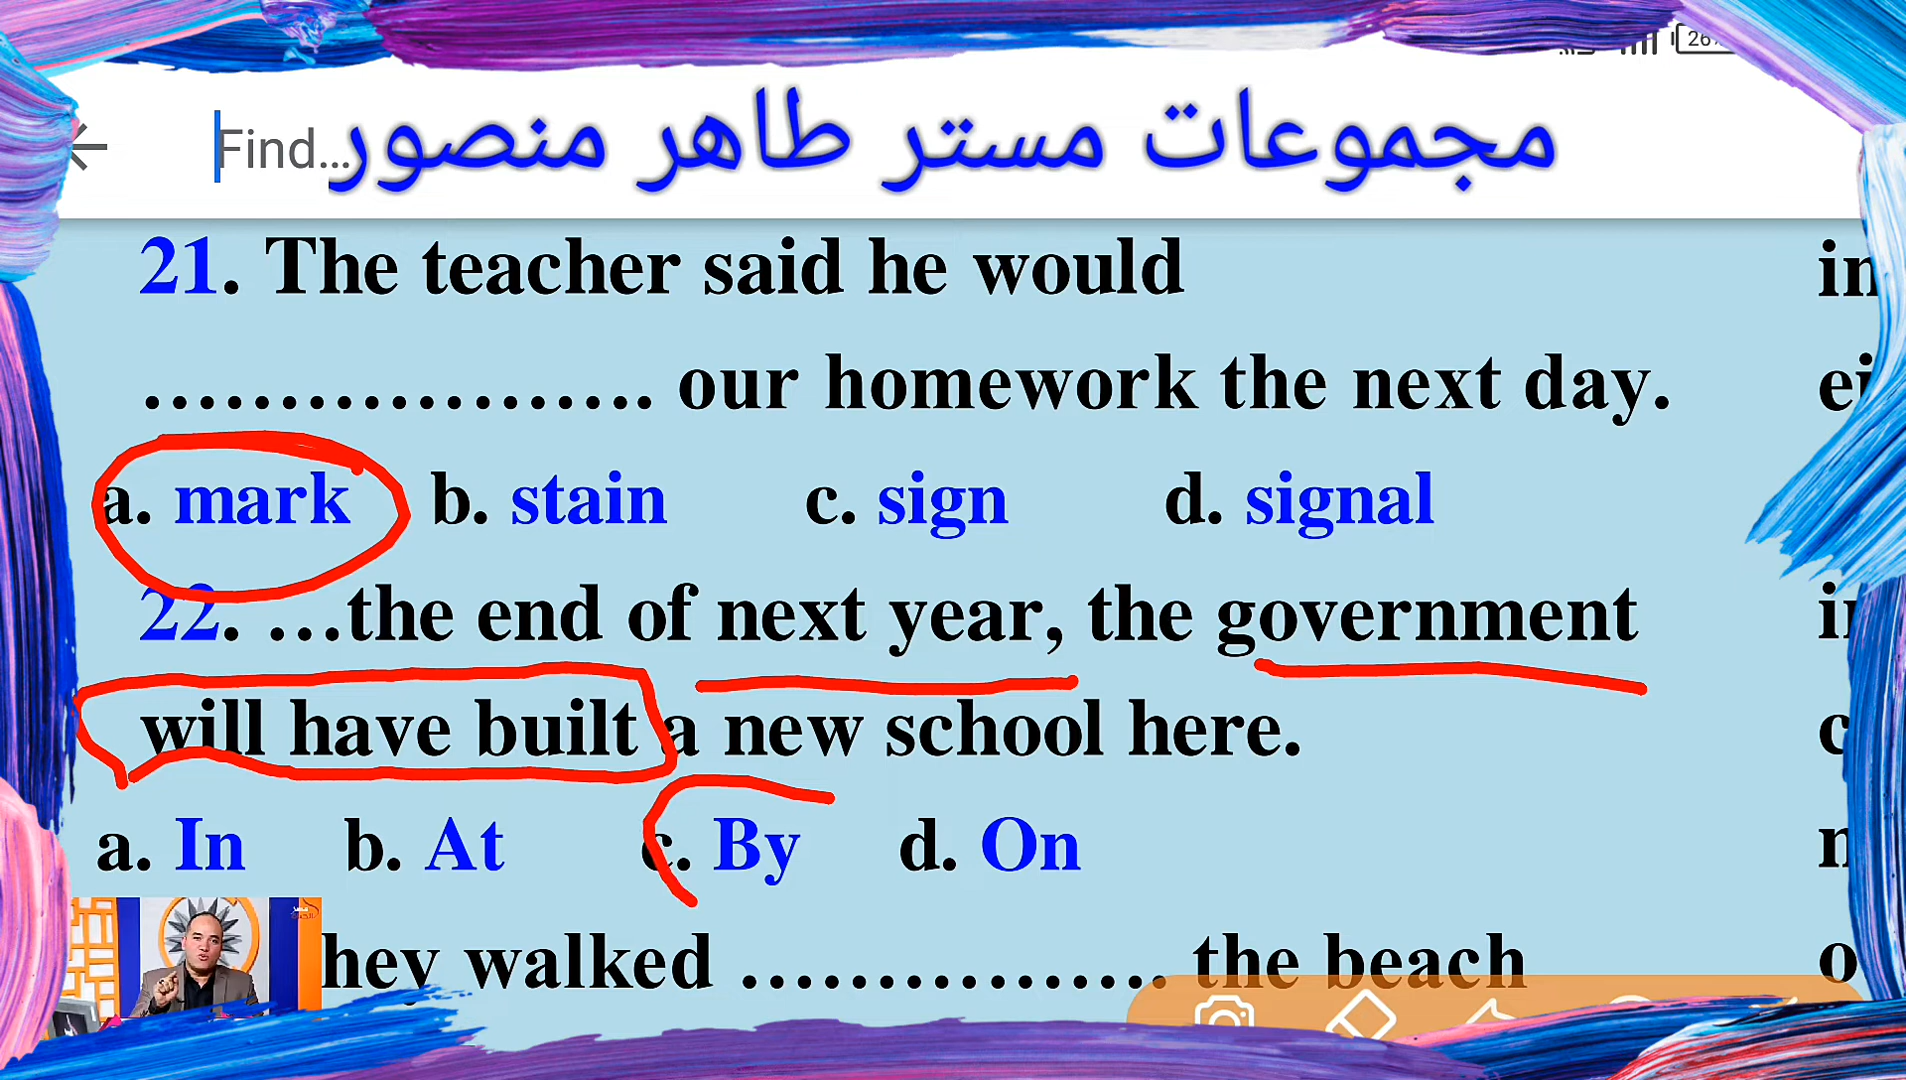 Find...
مجموعات مستر طاهر منصور
21. The teacher said he would
.................... our homework the next day.
a. mark b. stain c. sign d. signal
22. ...the end of next year, the government
will have built a new school here.
a. In b. At c. By d. On
hey walked ................ the beach